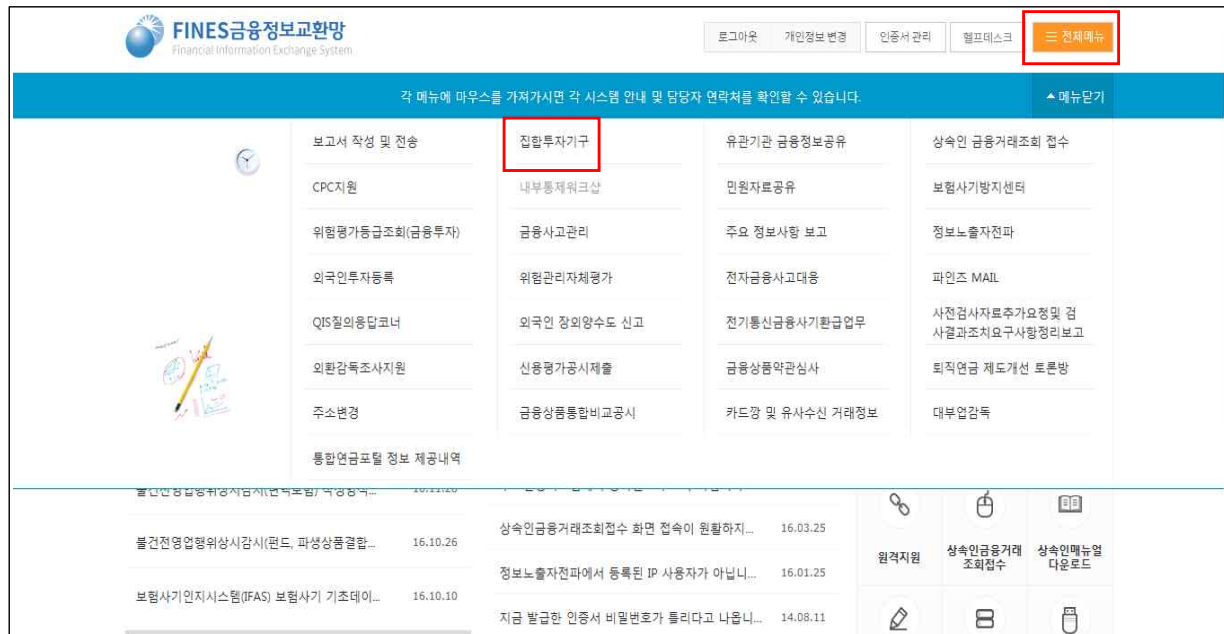 FINES금융정보교환망
Financial Information Exchange System
로그아웃 개인정보 변경 인증서 관리 헬프데스크 전체메뉴
각 메뉴에 마우스를 가져가시면 각 시스템 안내 및 담당자 연락처를 확인할 수 있습니다. ▲메뉴닫기
보고서 작성 및 전송 집합투자기구 유관기관 금융정보공유 상속인 금융거래조회 접수
CPC지원 내부통제워크샵 민원자료공유 보험사기방지센터
위험평가등급조회(금융투자) 금융사고관리 주요 정보사항 보고 정보노출자전파
외국인투자등록 위험관리자체평가 전자금융사고대응 파인즈 MAIL
QIS질의응답코너 외국인 장외양수도 신고 전기통신금융사기환급업무 사전검사자료추가요청및 검
사결과조치요구사항정리보고
외환감독조사지원 신용평가공시제출 금융상품약관심사 퇴직연금 제도개선 토론방
주소변경 금융상품통합비교공시 카드깡 및 유사수신 거래정보 대부업감독
통합연금포털 정보 제공내역
불건전영업행위상시감시(펀드, 파생상품결합... 16.10.26
보험사기인지시스템(IFAS) 보험사기 기초데이... 16.10.10
상속인금융거래조회접수 화면 접속이 원활하지... 16.03.25
정보노출자전파에서 등록된 IP 사용자가 아닙니... 16.01.25
지금 발급한 인증서 비밀번호가 틀리다고 나옵니... 14.08.11
원격지원 상속인금융거래 상속인매뉴얼
조회접수 다운로드